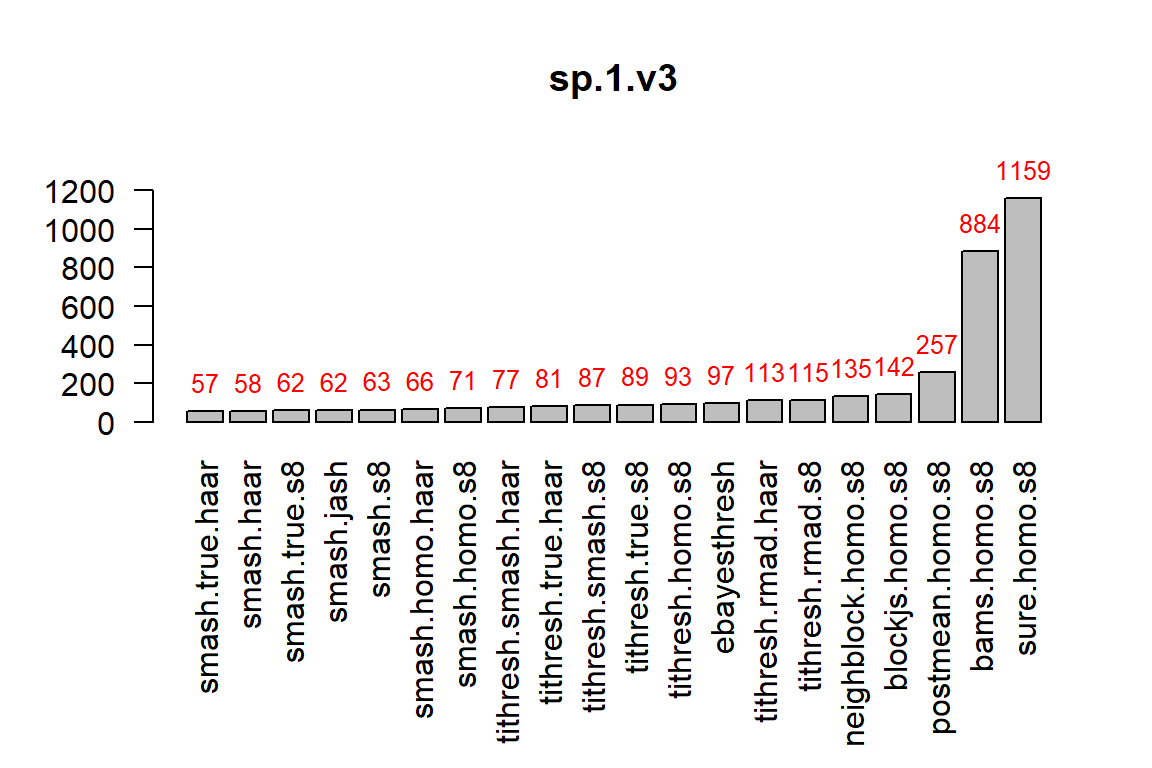 sp.1.v3
1200
1000
800
600
400
200
0
57
58
62
62
63
66
71
77
81
87
89
93
97
113
115
135
142
257
884
1159
smash.true.haar
smash.haar
smash.true.s8
smash.jash
smash.s8
smash.homo.haar
smash.homo.s8
tithresh.smash.haar
tithresh.true.haar
tithresh.smash.s8
tithresh.true.s8
tithresh.homo.s8
ebayesthresh
tithresh.rmad.haar
tithresh.rmad.s8
neighblock.homo.s8
blockjs.homo.s8
postmean.homo.s8
bams.homo.s8
sure.homo.s8